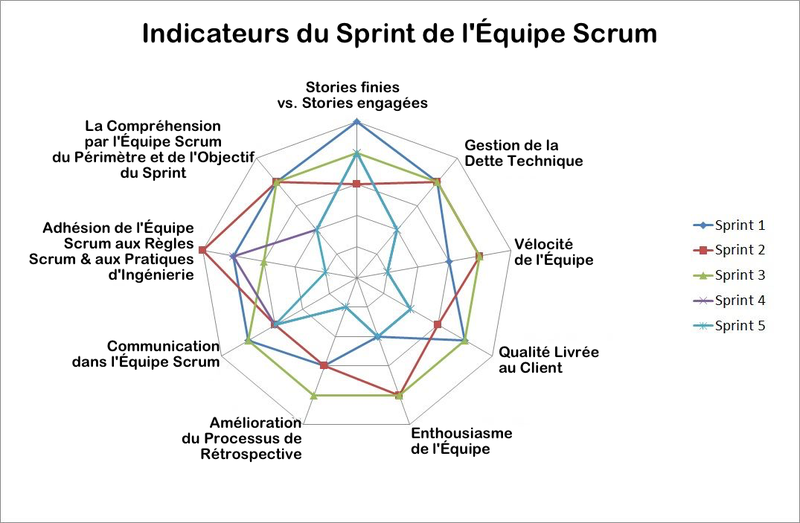 Indicateurs du Sprint de l'Équipe Scrum
Stories finies
vs. Stories engagées
Gestion de la
Dette Technique
Vélocité
de l'Équipe
Qualité Livrée
au Client
Enthousiasme
de l'Équipe
Amélioration
du Processus de
Rétrospective
Communication
dans l'Équipe Scrum
Adhésion de l'Équipe
Scrum aux Règles
Scrum & aux Pratiques
d'Ingénierie
La Compréhension
par l'Équipe Scrum
du Périmètre et de l'Objectif
du Sprint
Sprint 1
Sprint 2
Sprint 3
Sprint 4
Sprint 5